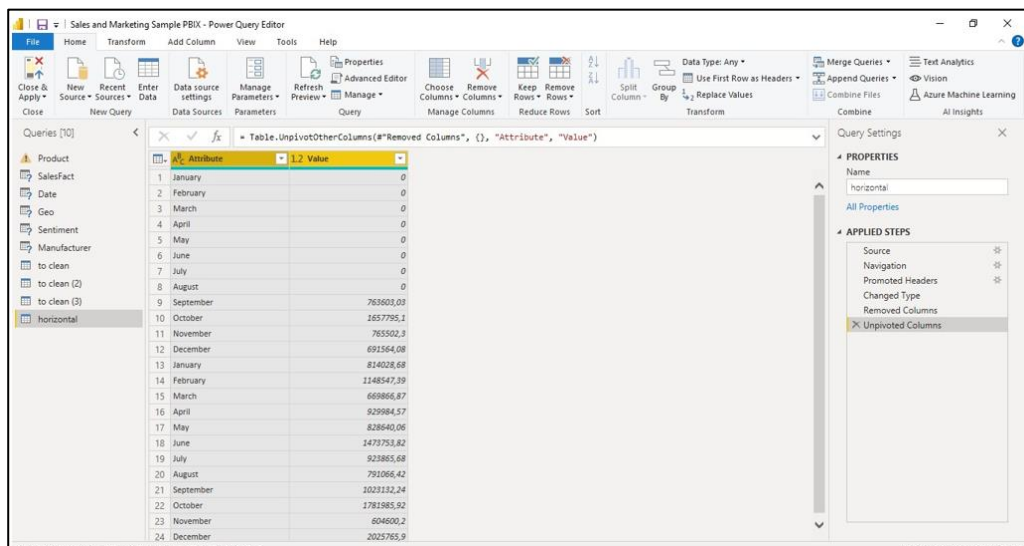 Sales and Marketing Sample PBIX - Power Query Editor
File Home Transform Add Column View Tools Help
Close & Apply
New Source
Recent Sources
Enter Data
Data source settings
Manage Parameters
Refresh Preview
Properties
Advanced Editor
Manage
Choose Columns
Remove Columns
Keep Rows
Remove Rows
Split Column
Group By
Data Type: Any
Use First Row as Headers
Replace Values
Merge Queries
Append Queries
Combine Files
Text Analytics
Vision
Azure Machine Learning
Close New Query Data Sources Parameters Query Manage Columns Reduce Rows Sort Transform Combine AI Insights
Queries [10]
Product
SalesFact
Date
Geo
Sentiment
Manufacturer
to clean
to clean (2)
to clean (3)
horizontal
fx = Table.UnpivotOtherColumns(#"Removed Columns", {}, "Attribute", "Value")
ABC Attribute 1.2 Value
1 January 0
2 February 0
3 March 0
4 April 0
5 May 0
6 June 0
7 July 0
8 August 0
9 September 763603,03
10 October 1657795,1
11 November 765502,3
12 December 691564,08
13 January 814028,68
14 February 1148547,39
15 March 669866,87
16 April 929984,57
17 May 828640,06
18 June 1473753,82
19 July 923865,68
20 August 791066,42
21 September 1023132,24
22 October 1781985,92
23 November 604600,2
24 December 2025765,9
Query Settings
PROPERTIES
Name
horizontal
All Properties
APPLIED STEPS
Source
Navigation
Promoted Headers
Changed Type
Removed Columns
Unpivoted Columns